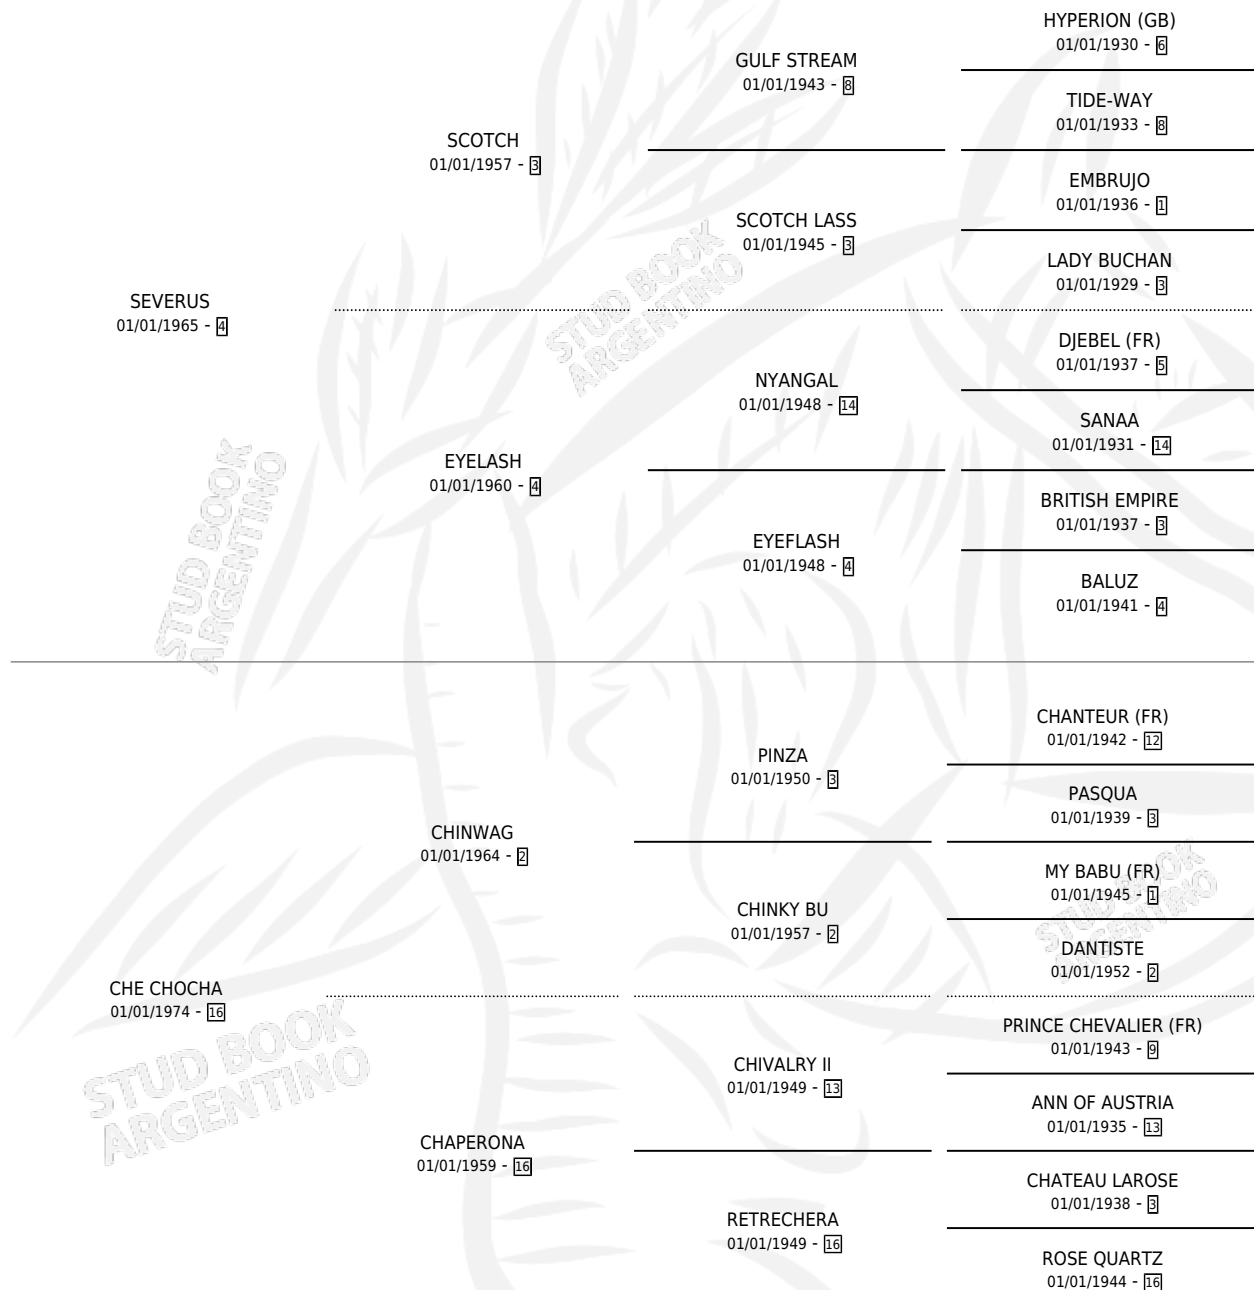 HYPERION (GB)
01/01/1930 - 6
GULF STREAM
01/01/1943 - 8
TIDE-WAY
01/01/1933 - 8
SCOTCH
01/01/1957 - 3
EMBRUJO
01/01/1936 - 1
SCOTCH LASS
01/01/1945 - 3
LADY BUCHAN
01/01/1929 - 3
SEVERUS
01/01/1965 - 4
DJEBEL (FR)
01/01/1937 - 5
NYANGAL
01/01/1948 - 14
SANAA
01/01/1931 - 14
EYELASH
01/01/1960 - 4
BRITISH EMPIRE
01/01/1937 - 3
EYEFLASH
01/01/1948 - 4
BALUZ
01/01/1941 - 4
CHANTEUR (FR)
01/01/1942 - 12
PINZA
01/01/1950 - 3
PASQUA
01/01/1939 - 3
CHINWAG
01/01/1964 - 2
MY BABU (FR)
01/01/1945 - 1
CHINKY BU
01/01/1957 - 2
DANTISTE
01/01/1952 - 2
CHE CHOCHA
01/01/1974 - 16
PRINCE CHEVALIER (FR)
01/01/1943 - 9
CHIVALRY II
01/01/1949 - 13
ANN OF AUSTRIA
01/01/1935 - 13
CHAPERONA
01/01/1959 - 16
CHATEAU LAROSE
01/01/1938 - 3
RETRECHERA
01/01/1949 - 16
ROSE QUARTZ
01/01/1944 - 16
STUD BOOK
ARGENTINO
STUD BOOK
ARGENTINO
STUD BOOK
ARGENTINO
STUD BOOK
ARGENTINO